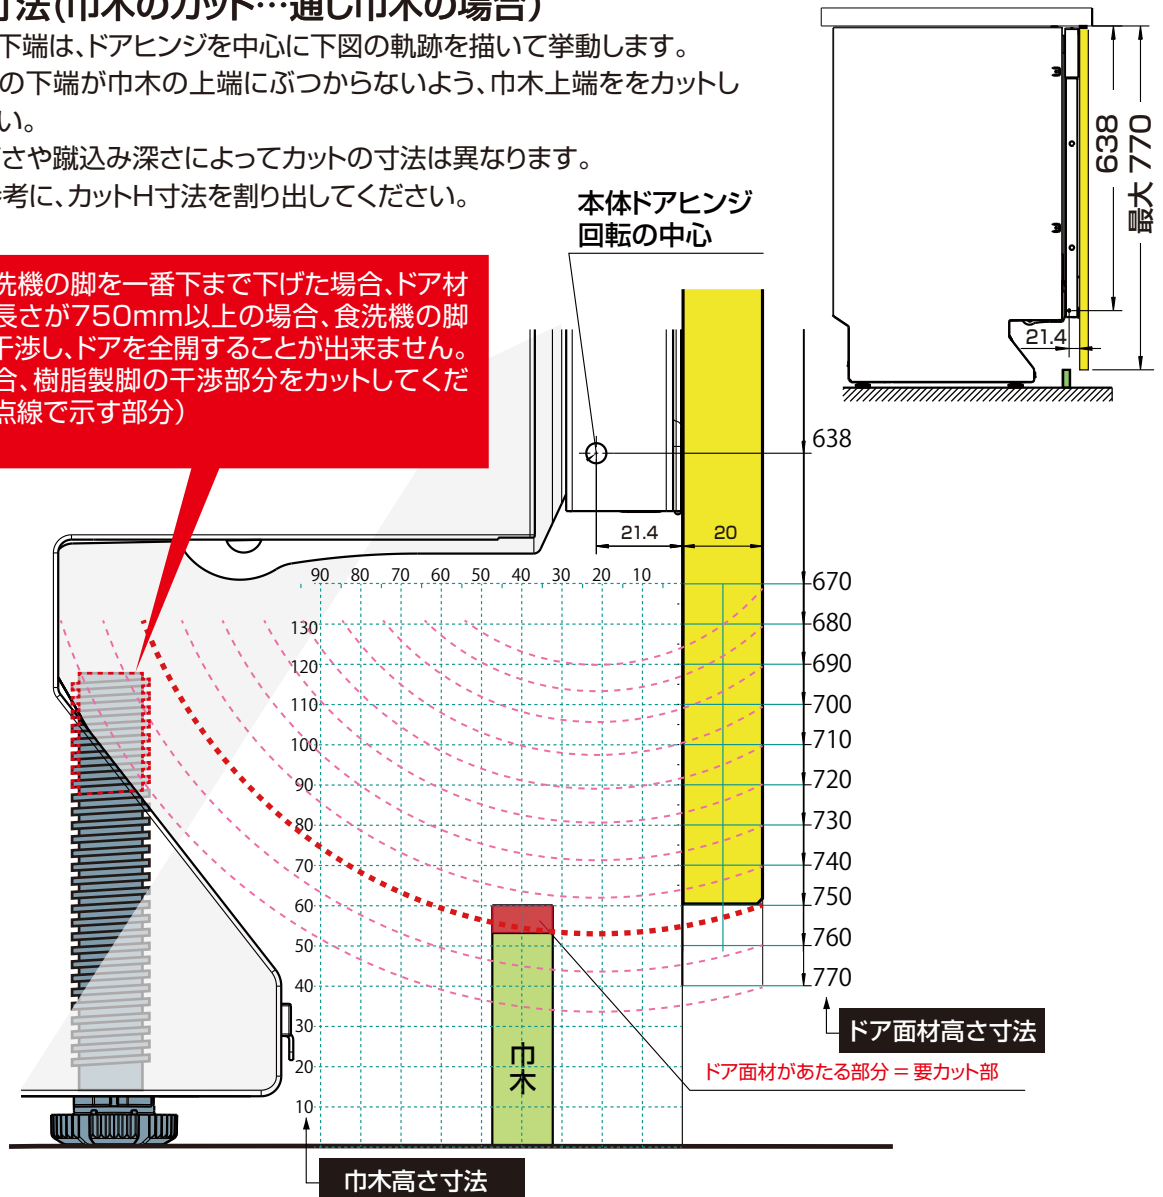 寸法(巾木のカット…通し巾木の場合)
下端は、ドアヒンジを中心に下図の軌跡を描いて挙動します。
の下端が巾木の上端にぶつからないよう、巾木上端ををカットし
い。
さや蹴込み深さによってカットの寸法は異なります。
参考に、カットH寸法を割り出してください。
洗機の脚を一番下まで下げた場合、ドア材
長さが750mm以上の場合、食洗機の脚
干渉し、ドアを全開することが出来ません。
合、樹脂製脚の干渉部分をカットしてくだ
点線で示す部分)
本体ドアヒンジ
回転の中心
638
最大 770
21.4
638
21.4
20
90 80 70 60 50 40 30 20 10
670
680
690
700
710
720
730
740
750
760
770
130
120
110
100
90
80
70
60
50
40
30
20
10
巾木
ドア面材高さ寸法
ドア面材があたる部分 = 要カット部
巾木高さ寸法